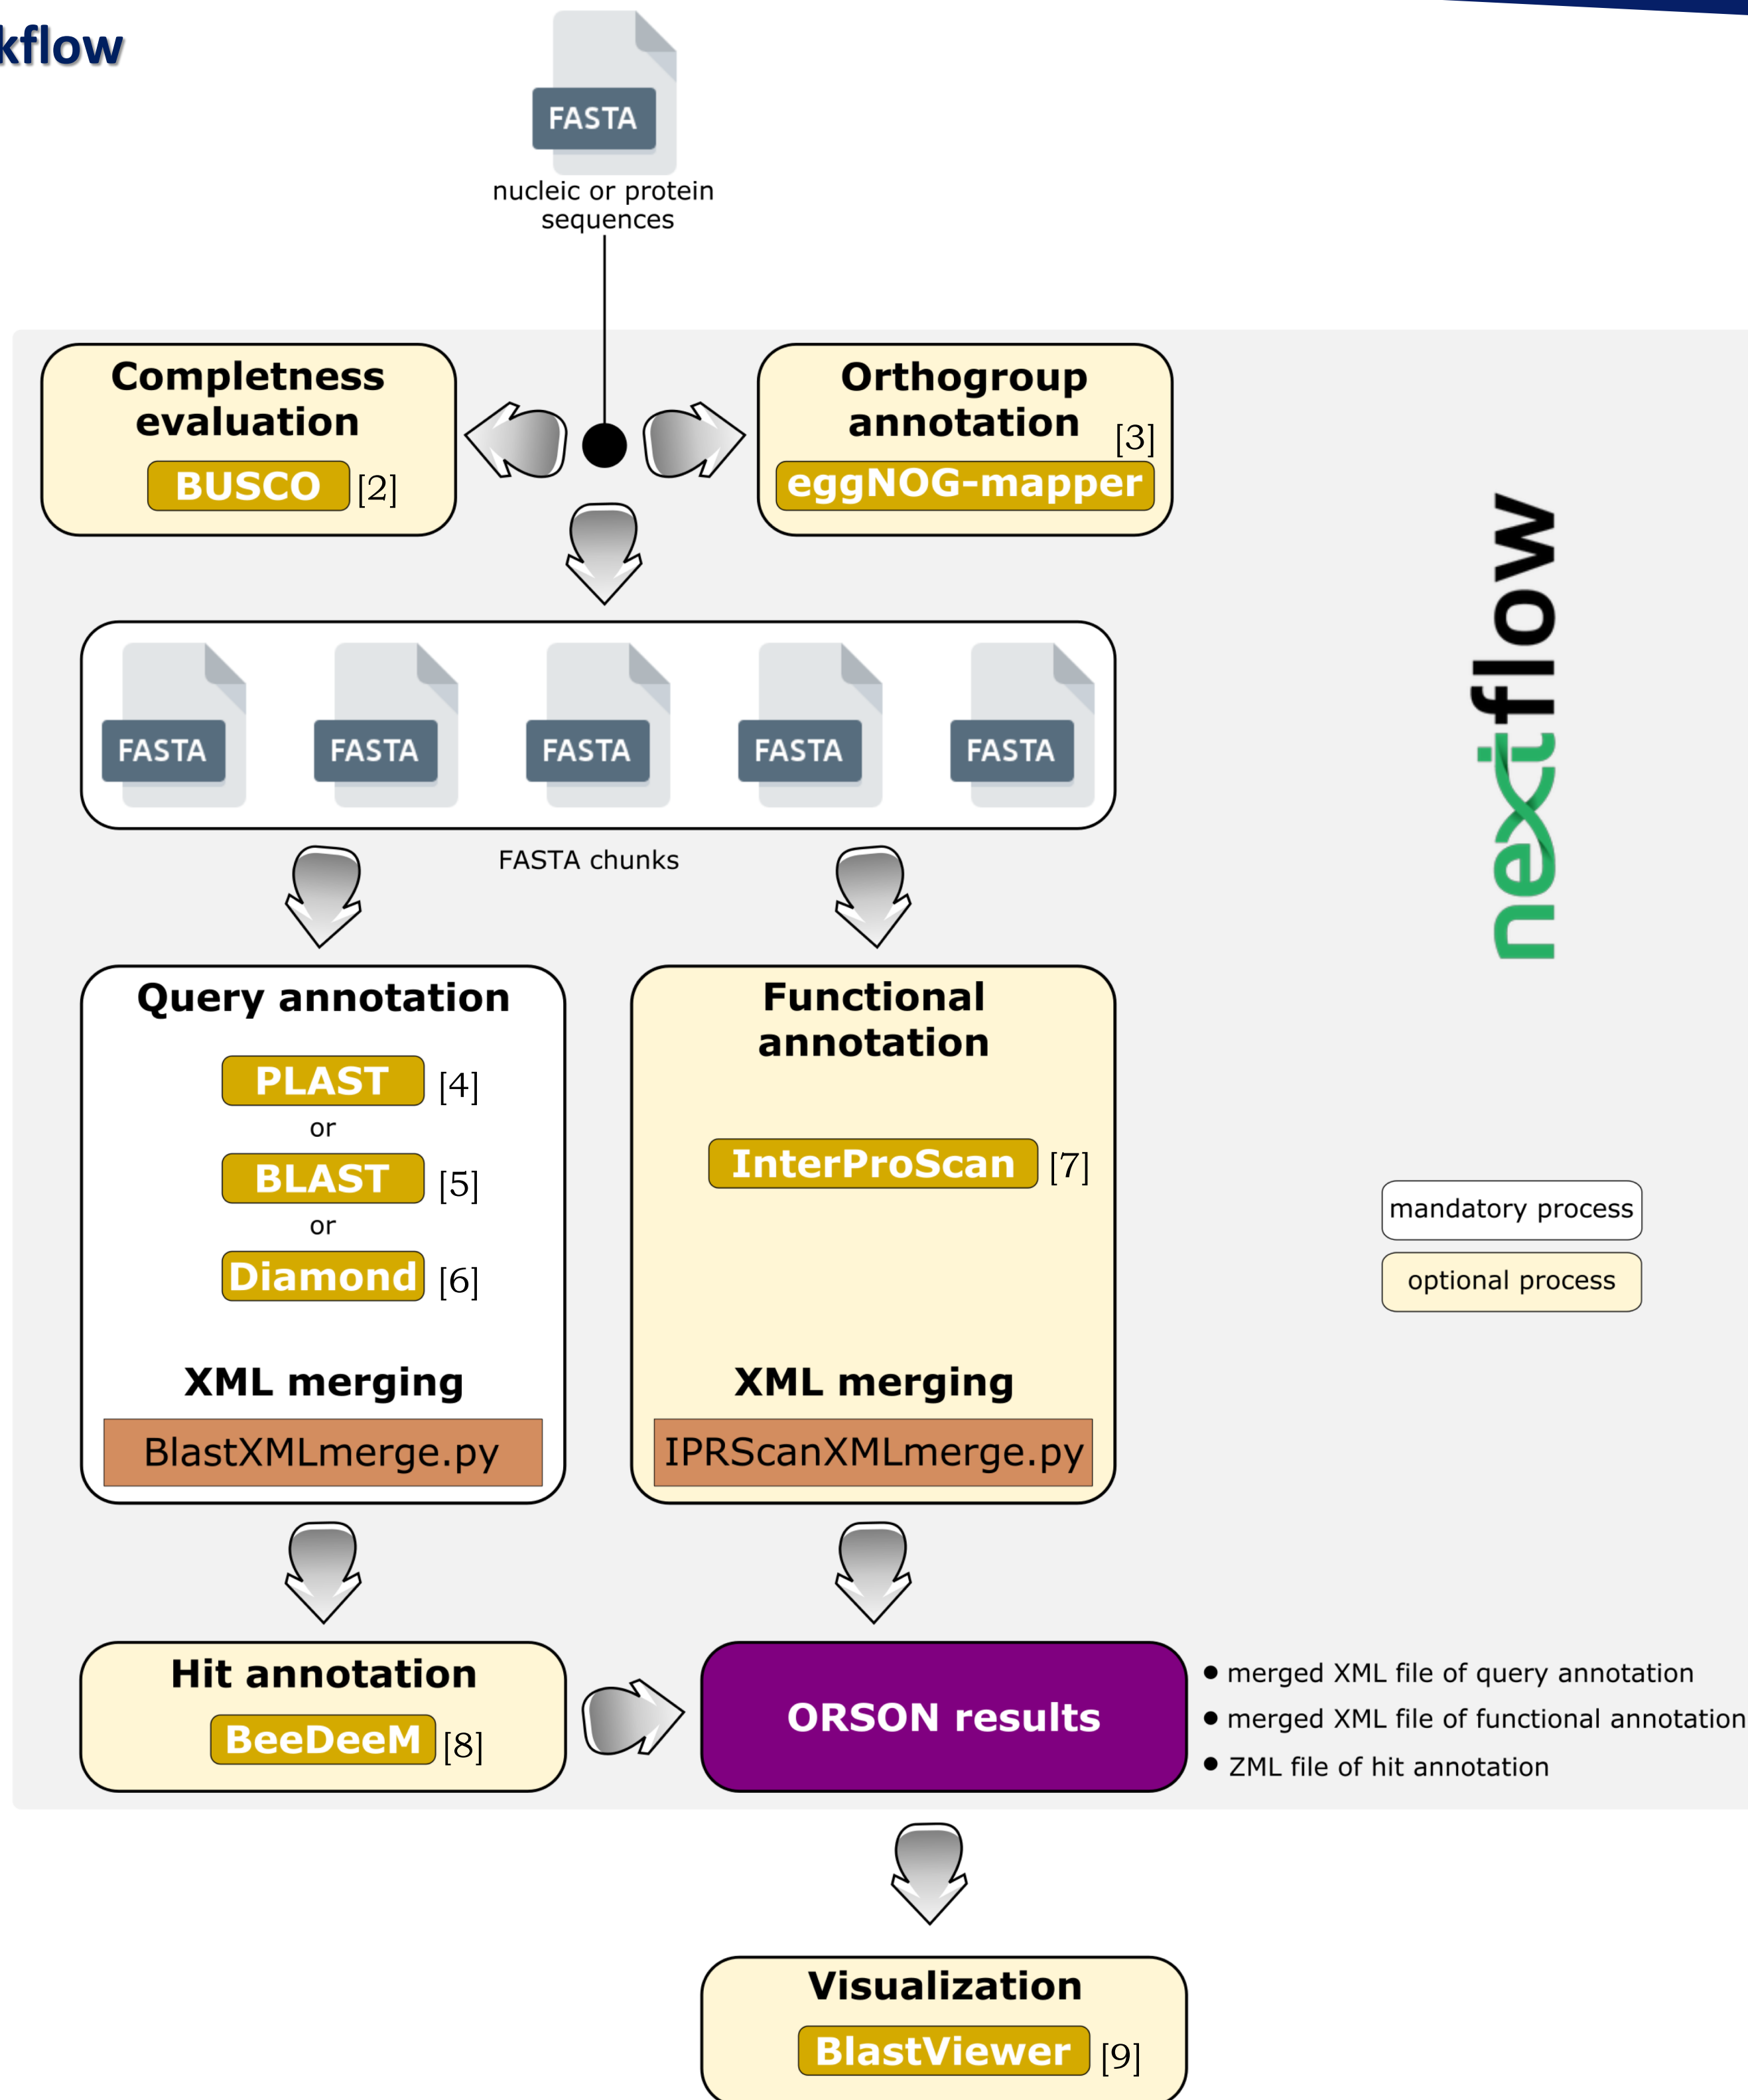 kflow
FASTA
nucleic or protein
sequences
Completness
evaluation
BUSCO [2]
Orthogroup
annotation [3]
eggNOG-mapper
nextflow
FASTA FASTA FASTA FASTA FASTA
FASTA chunks
Query annotation
PLAST [4]
or
BLAST [5]
or
Diamond [6]
XML merging
BlastXMLmerge.py
Functional
annotation
InterProScan [7]
XML merging
IPRScanXMLmerge.py
mandatory process
optional process
Hit annotation
BeeDeeM [8]
ORSON results
● merged XML file of query annotation
● merged XML file of functional annotation
● ZML file of hit annotation
Visualization
BlastViewer [9]